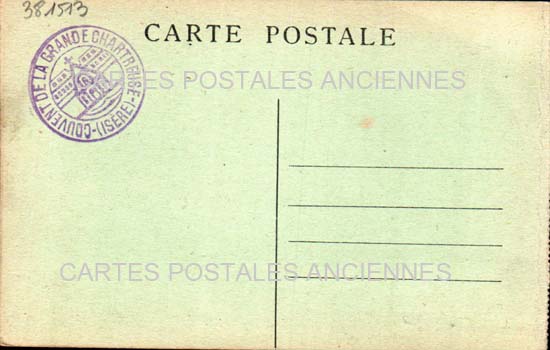 381513
CARTE POSTALE
COUVENT DE LA GRANDE CHARTREUSE-(ISÈRE)-
CARTES POSTALES ANCIENNES
CARTES POSTALES ANCIENNES